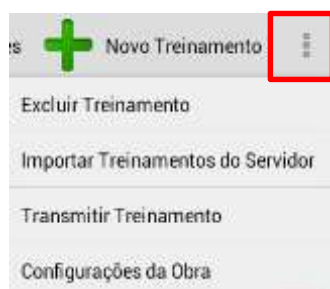 Novo Treinamento
Excluir Treinamento
Importar Treinamentos do Servidor
Transmitir Treinamento
Configurações da Obra